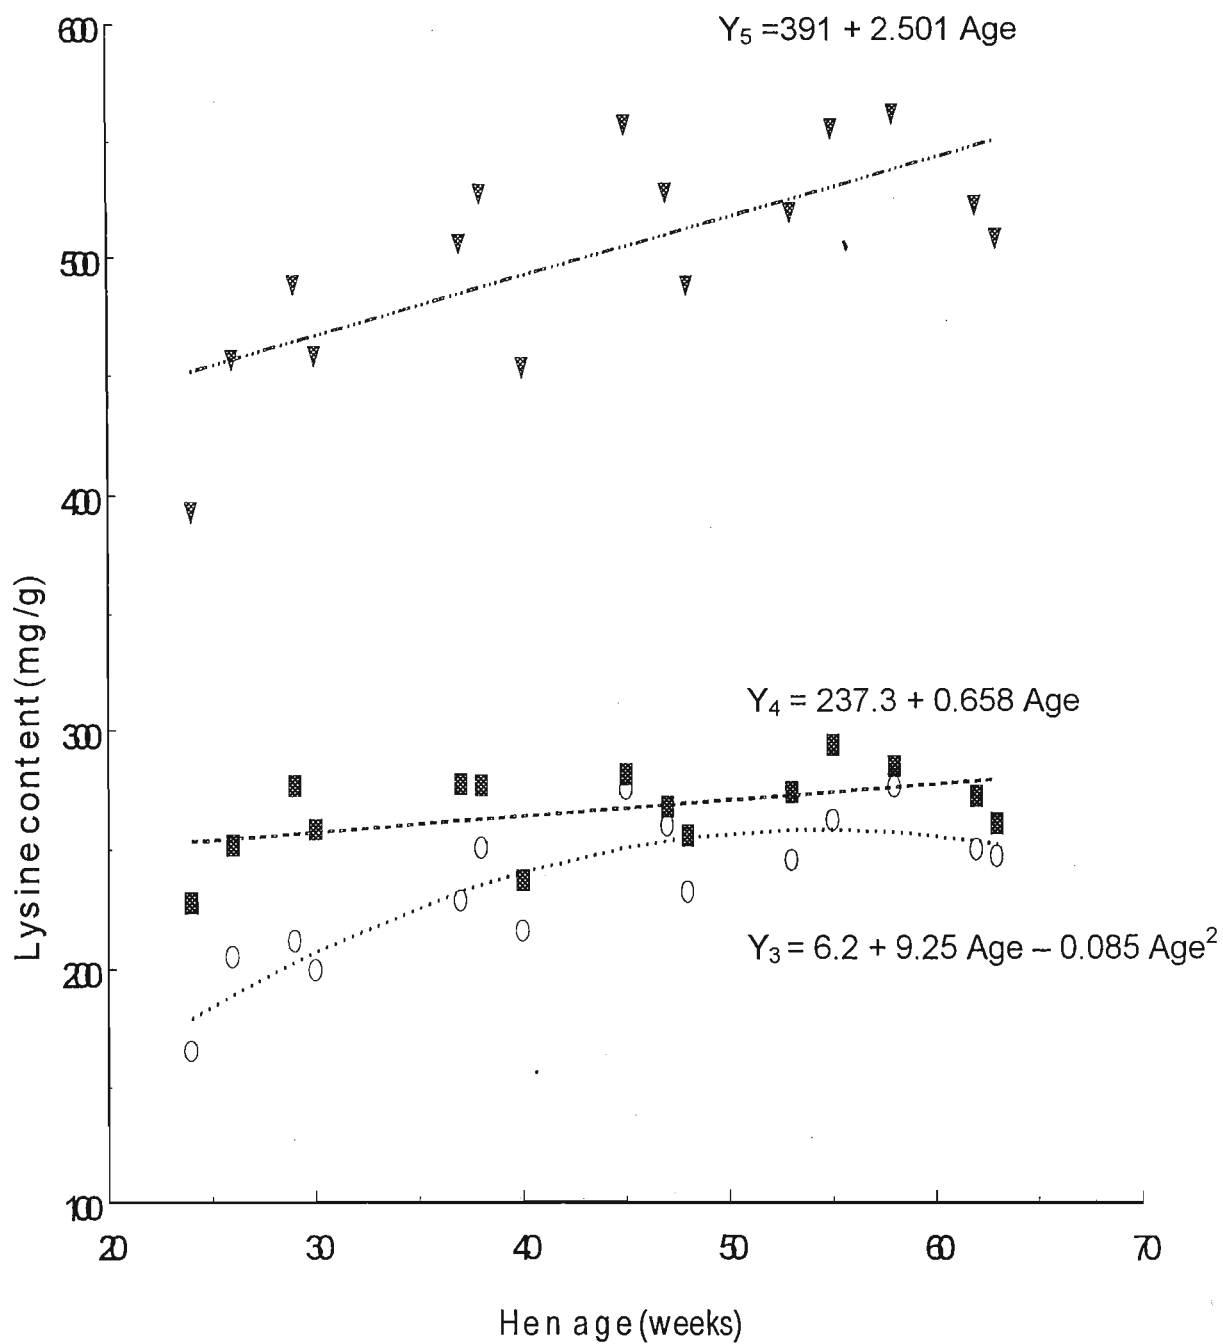 600
Y₅ =391 + 2.501 Age
500
400
Lysine content (mg/g)
300
Y₄ = 237.3 + 0.658 Age
200
Y₃ = 6.2 + 9.25 Age – 0.085 Age²
100
20 30 40 50 60 70
Hen age (weeks)